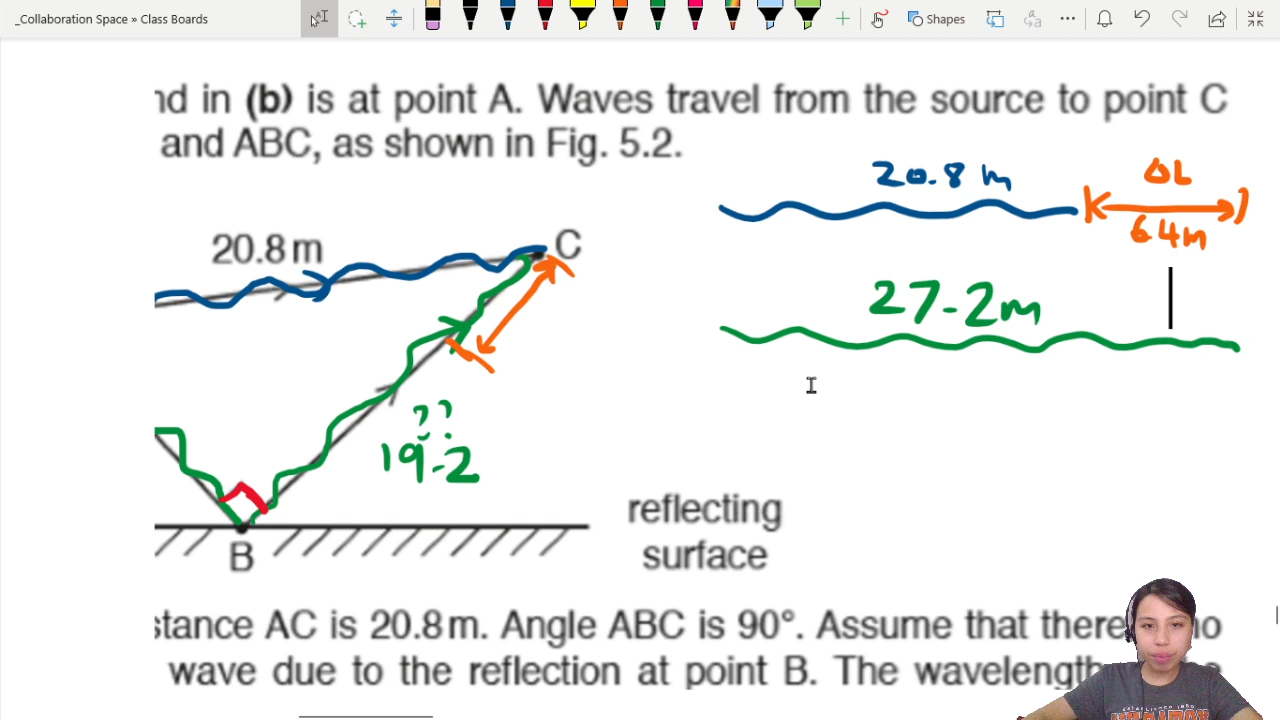 _Collaboration Space » Class Boards
Shapes
nd in (b) is at point A. Waves travel from the source to point C
and ABC, as shown in Fig. 5.2.
20.8 m
ΔL
6.4m
20.8 m
C
27.2m
??
19.2
reflecting
surface
B
stance AC is 20.8 m. Angle ABC is 90°. Assume that there no
wave due to the reflection at point B. The wavelength